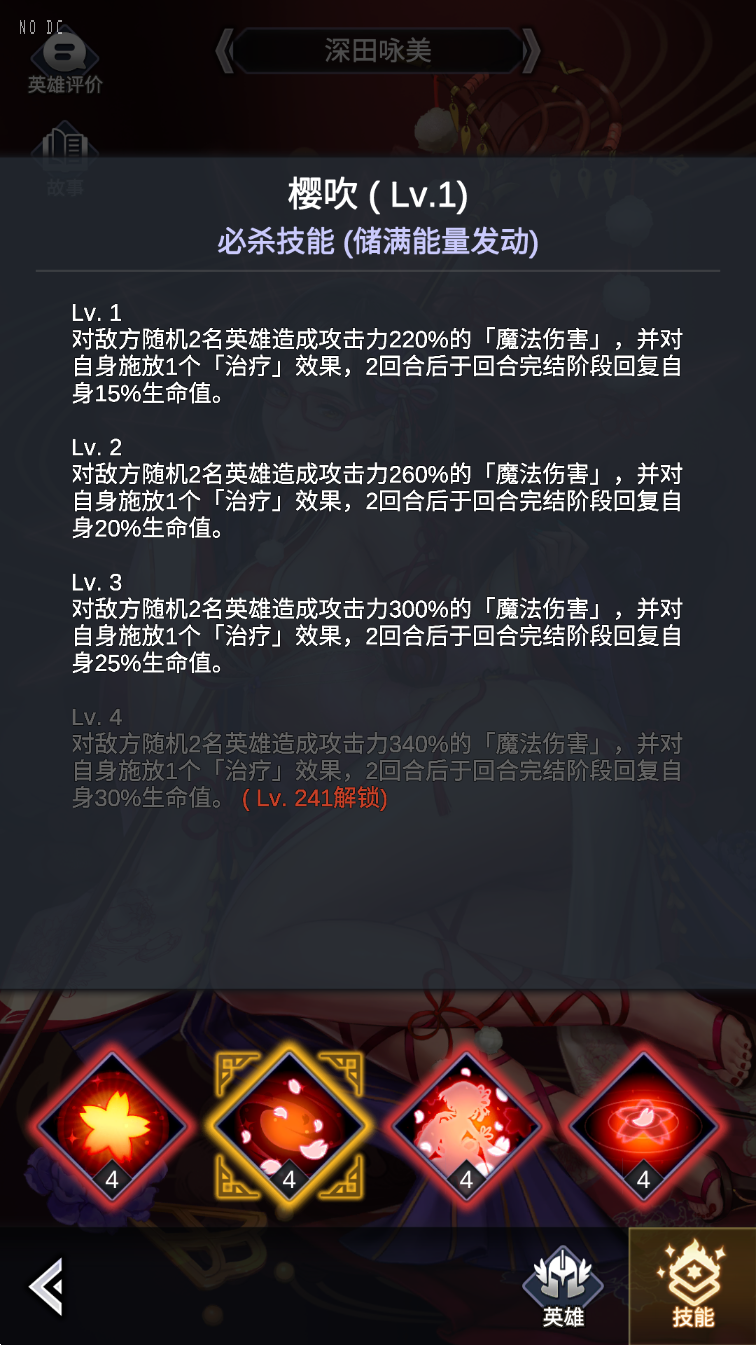 NO DC
深田咏美
英雄评价
故事
樱吹 ( Lv.1)
必杀技能 (储满能量发动)
Lv. 1
对敌方随机2名英雄造成攻击力220%的「魔法伤害」，并对
自身施放1个「治疗」效果，2回合后于回合完结阶段回复自
身15%生命值。
Lv. 2
对敌方随机2名英雄造成攻击力260%的「魔法伤害」，并对
自身施放1个「治疗」效果，2回合后于回合完结阶段回复自
身20%生命值。
Lv. 3
对敌方随机2名英雄造成攻击力300%的「魔法伤害」，并对
自身施放1个「治疗」效果，2回合后于回合完结阶段回复自
身25%生命值。
Lv. 4
对敌方随机2名英雄造成攻击力340%的「魔法伤害」，并对
自身施放1个「治疗」效果，2回合后于回合完结阶段回复自
身30%生命值。 ( Lv. 241解锁)
4 4 4 4
英雄 技能